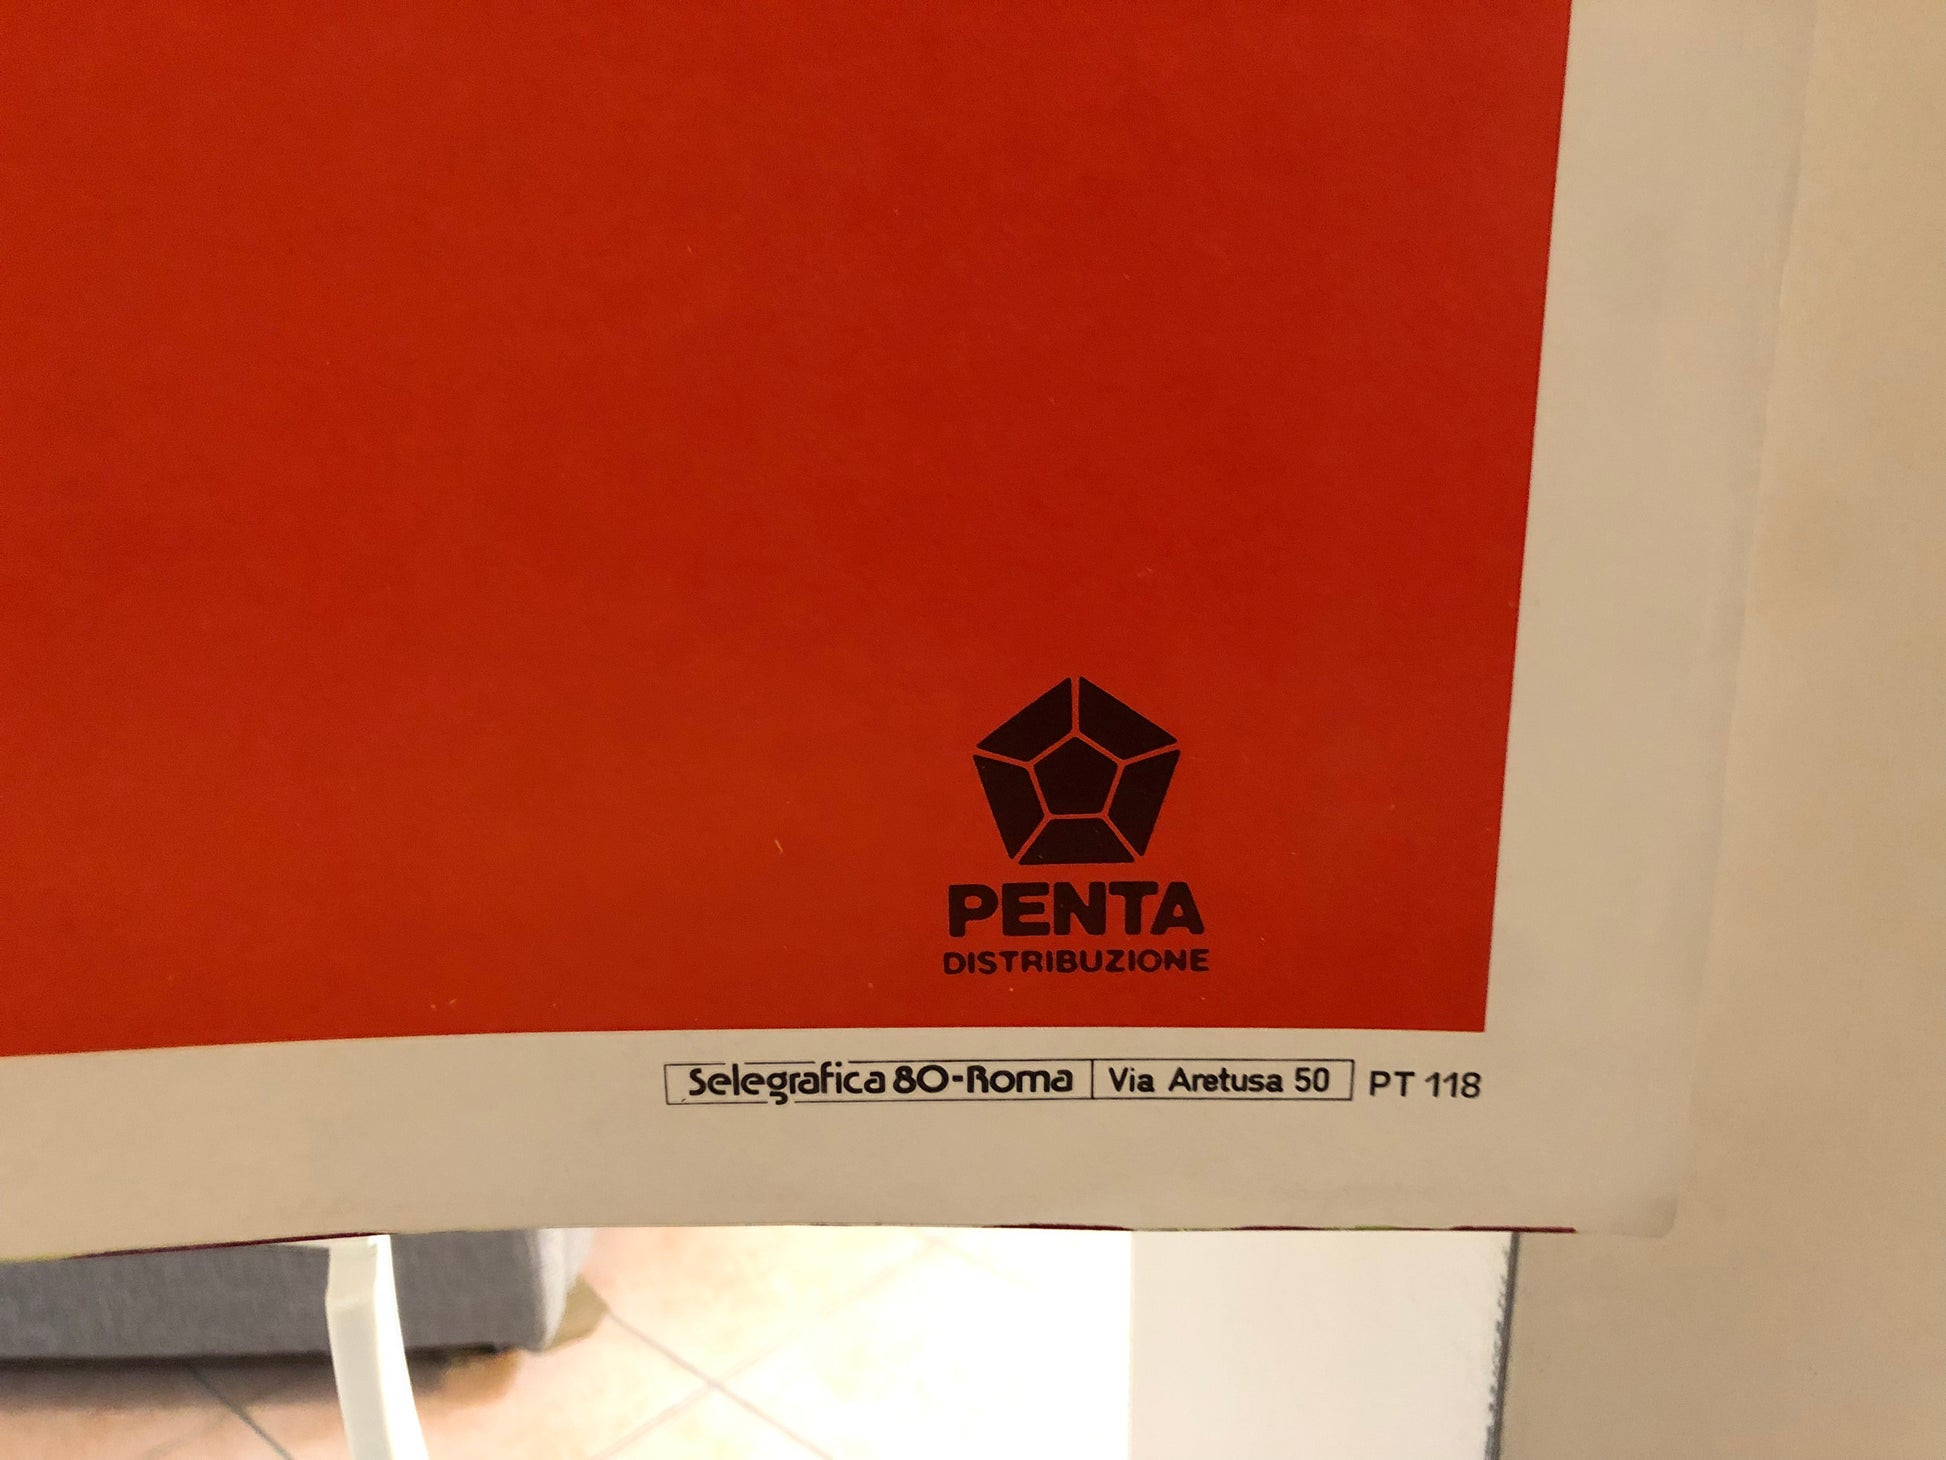 PENTA
DISTRIBUZIONE
Selegrafica 80-Roma Via Aretusa 50 PT 118